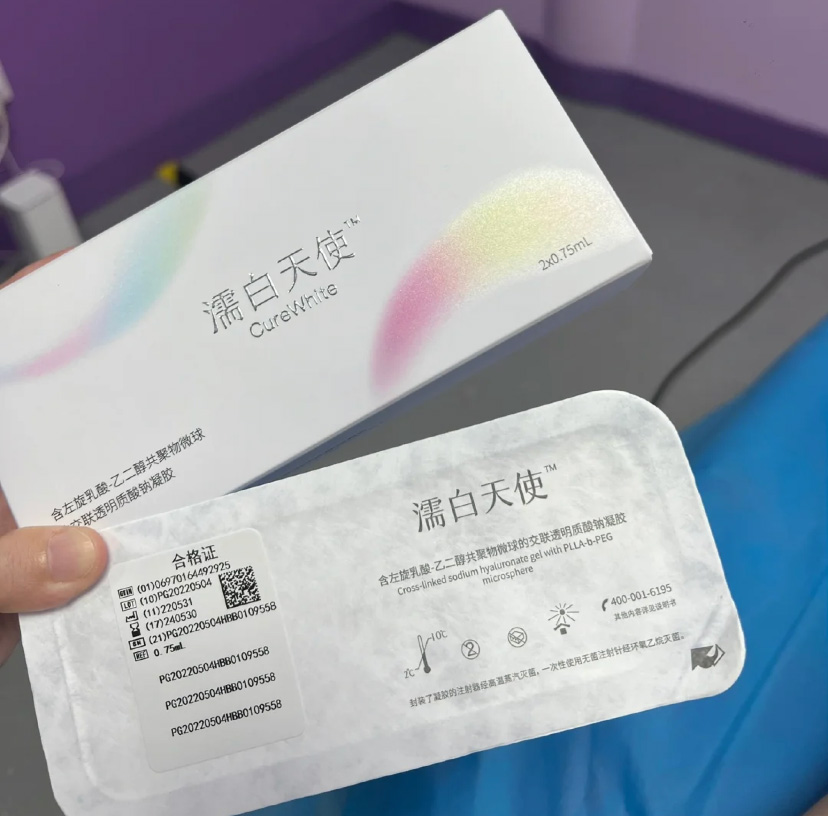 濡白天使™
CureWhite
2x0.75mL
含左旋乳酸-乙二醇共聚物微球
交联透明质酸钠凝胶
濡白天使™
含左旋乳酸-乙二醇共聚物微球的交联透明质酸钠凝胶
Cross-linked sodium hyaluronate gel with PLLA-b-PEG
microsphere
合格证
(01)06970164492925
LOT (10)PG20220504
(11)220531
(17)240530
SN (21)PG20220504HBB0109558
REF 0.75mL
PG20220504HBB0109558
PG20220504HBB0109558
PG20220504HBB0109558
10℃
2℃
2
400-001-6195
其他内容详见说明书
封装了凝胶的注射器经高温蒸汽灭菌，一次性使用无菌注射针经环氧乙烷灭菌。